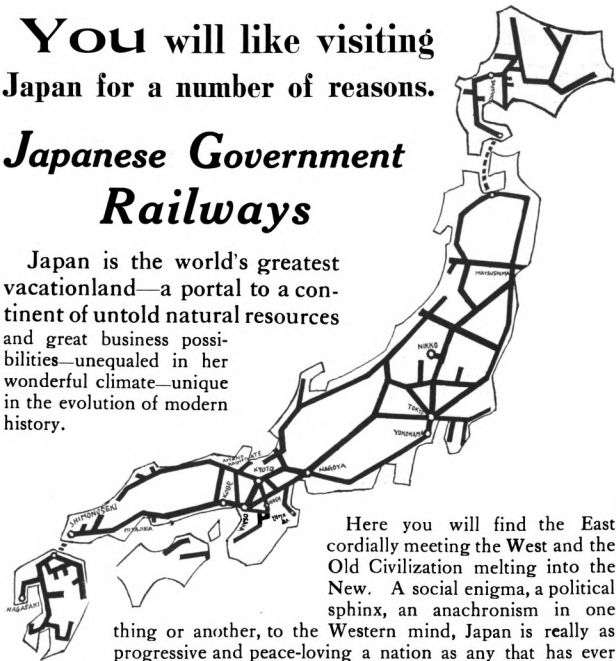 You will like visiting
Japan for a number of reasons.
Japanese Government
Railways
Japan is the world's greatest
vacationland—a portal to a con-
tinent of untold natural resources
and great business possi-
bilities—unequaled in her
wonderful climate—unique
in the evolution of modern
history.
MATSUSHIMA
NIKKO
TOKIO
YOKOHAMA
NAGOYA
KYOTO
KOBE
SHIMONISEKI
MIYAJIMA
NAGASAKI
Here you will find the East
cordially meeting the West and the
Old Civilization melting into the
New. A social enigma, a political
sphinx, an anachronism in one
thing or another, to the Western mind, Japan is really as
progressive and peace-loving a nation as any that has ever